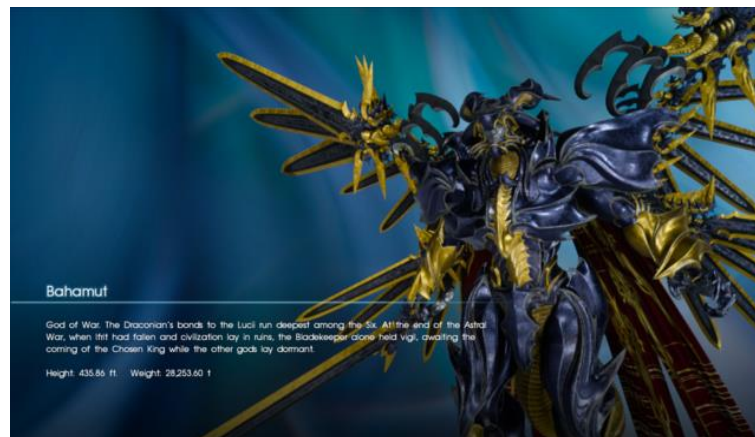 Bahamut
God of War. The Draconian's bonds to the Lucii run deepest among the Six. At the end of the Astral
War, when Ifrit had fallen and civilization lay in ruins, the Bladekeeper alone held vigil, awaiting the
coming of the Chosen King while the other gods lay dormant.
Height: 435.86 ft. Weight: 28,253.60 t